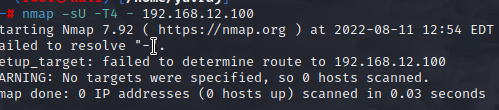 -# nmap -sU -T4 - 192.168.12.100
tarting Nmap 7.92 ( https://nmap.org ) at 2022-08-11 12:54 EDT
ailed to resolve "-".
etup_target: failed to determine route to 192.168.12.100
ARNING: No targets were specified, so 0 hosts scanned.
map done: 0 IP addresses (0 hosts up) scanned in 0.03 seconds